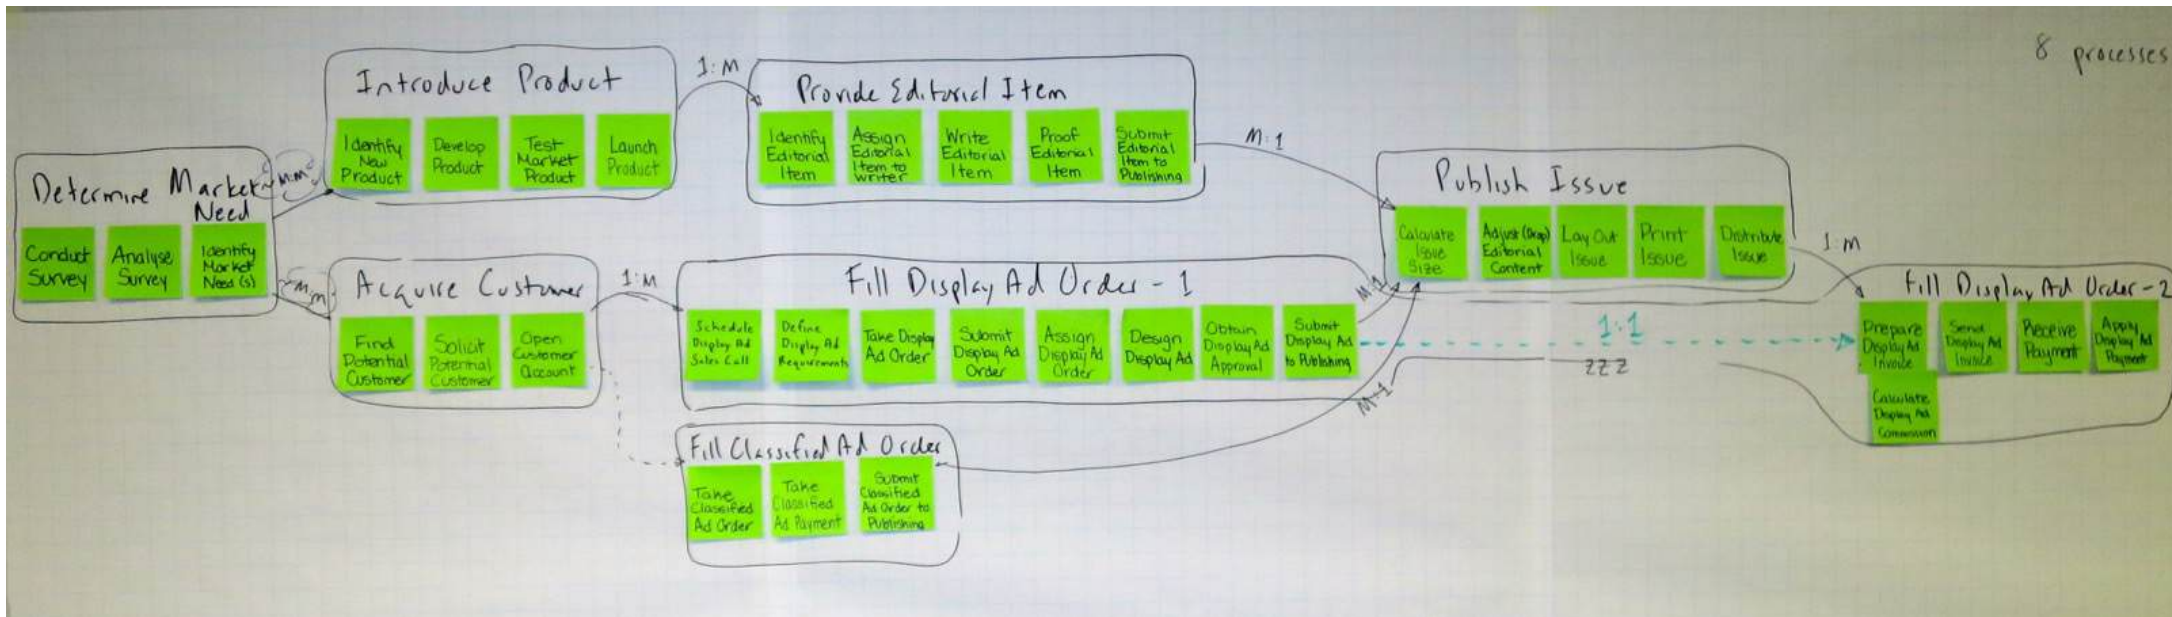 8 processes
Introduce Product
Identify
New
Product
Develop
Product
Test
Market
Product
Launch
Product
1:M
Provide Editorial Item
Identify
Editorial
Item
Assign
Editorial
Item to
Writer
Write
Editorial
Item
Proof
Editorial
Item
Submit
Editorial
Item to
Publishing
M:1
Determine Market
Need
Conduct
Survey
Analyse
Survey
Identify
Market
Need(s)
M:M
M:M
Acquire Customer
Find
Potential
Customer
Solicit
Potential
Customer
Open
Customer
Account
1:M
Fill Display Ad Order - 1
Schedule
Display Ad
Sales Call
Define
Display Ad
Requirements
Take Display
Ad Order
Submit
Display Ad
Order
Assign
Display Ad
Order
Design
Display Ad
Obtain
Display Ad
Approval
Submit
Display Ad
to Publishing
M:1
Fill Classified Ad Order
Take
Classified
Ad Order
Take
Classified
Ad Payment
Submit
Classified
Ad Order to
Publishing
M:1
Publish Issue
Calculate
Issue
Size
Adjust (Drop)
Editorial
Content
Lay Out
Issue
Print
Issue
Distribute
Issue
1:M
1:1
ZZZ
Fill Display Ad Order - 2
Prepare
Display Ad
Invoice
Send
Display Ad
Invoice
Receive
Payment
Apply
Display Ad
Payment
Calculate
Display Ad
Commission